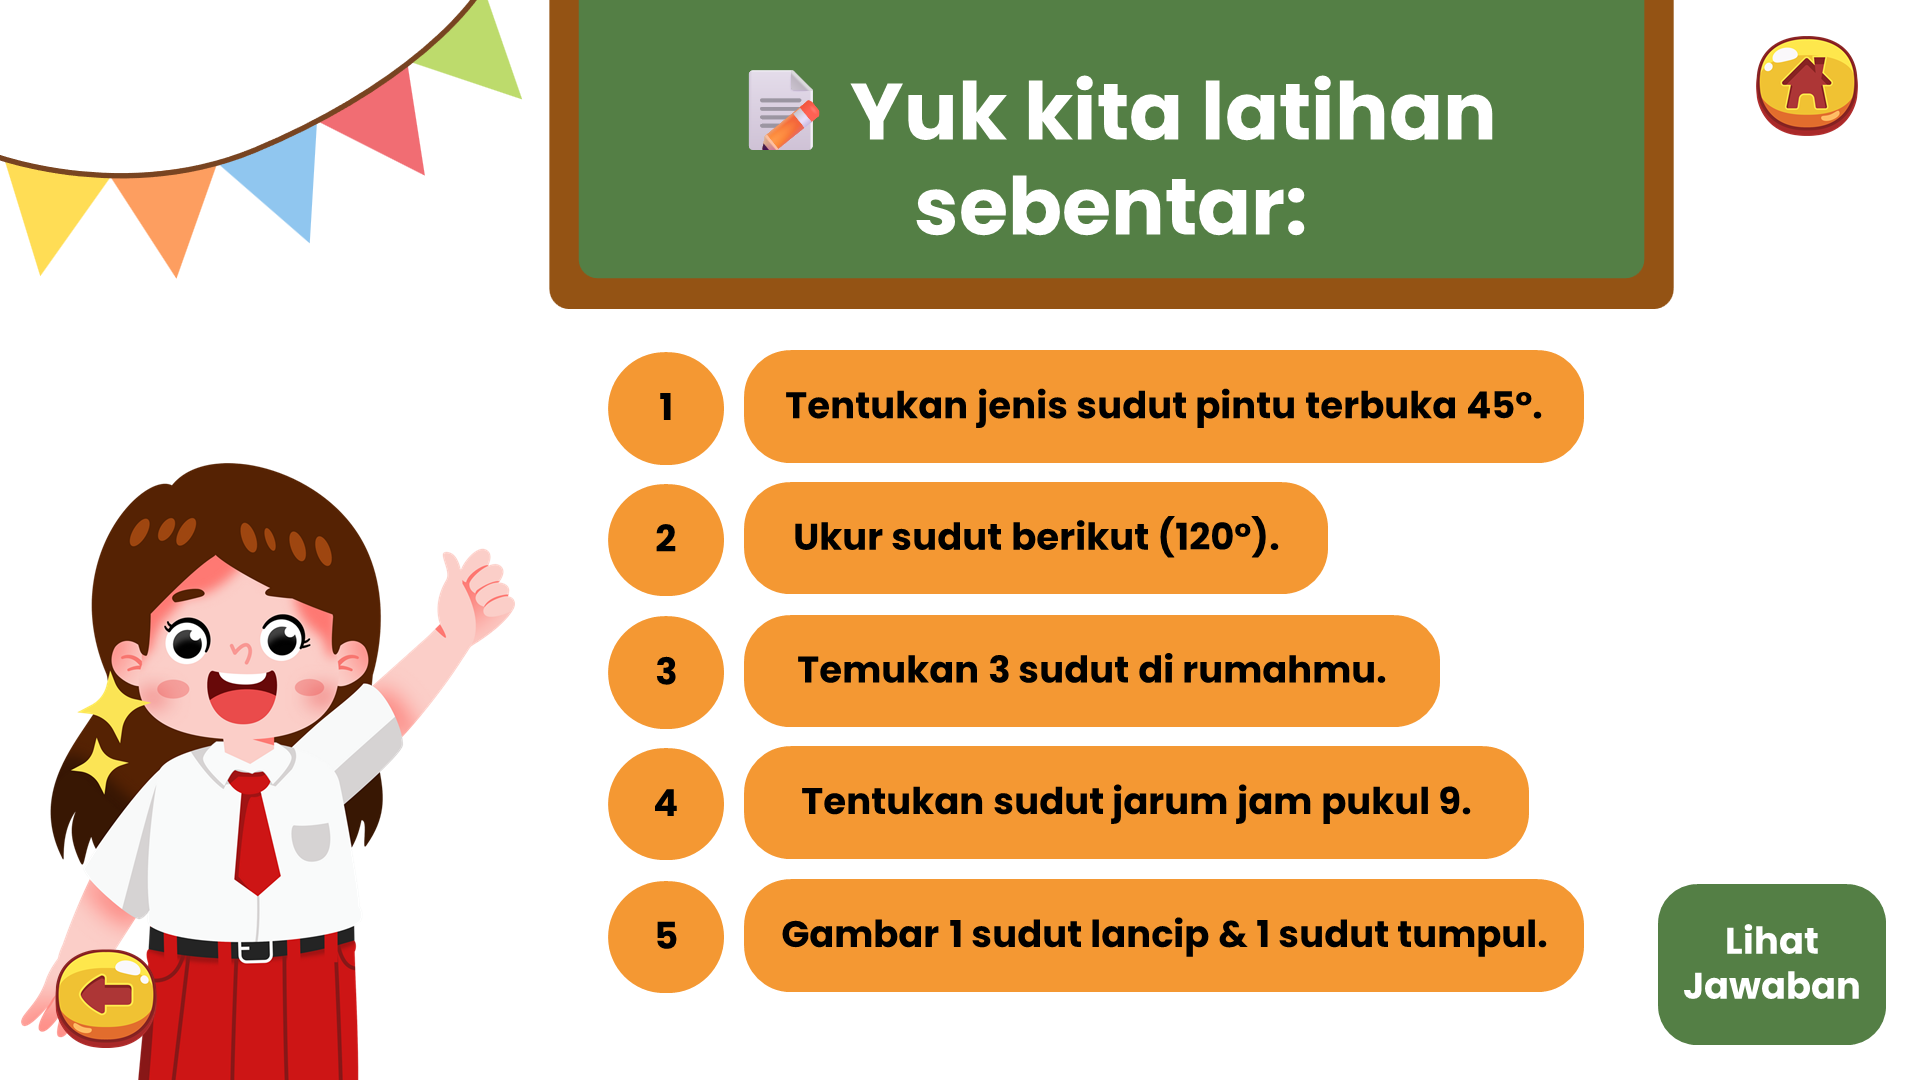 Yuk kita latihan
sebentar:
1
Tentukan jenis sudut pintu terbuka 45°.
2
Ukur sudut berikut (120°).
3
Temukan 3 sudut di rumahmu.
4
Tentukan sudut jarum jam pukul 9.
5
Gambar 1 sudut lancip & 1 sudut tumpul.
Lihat
Jawaban